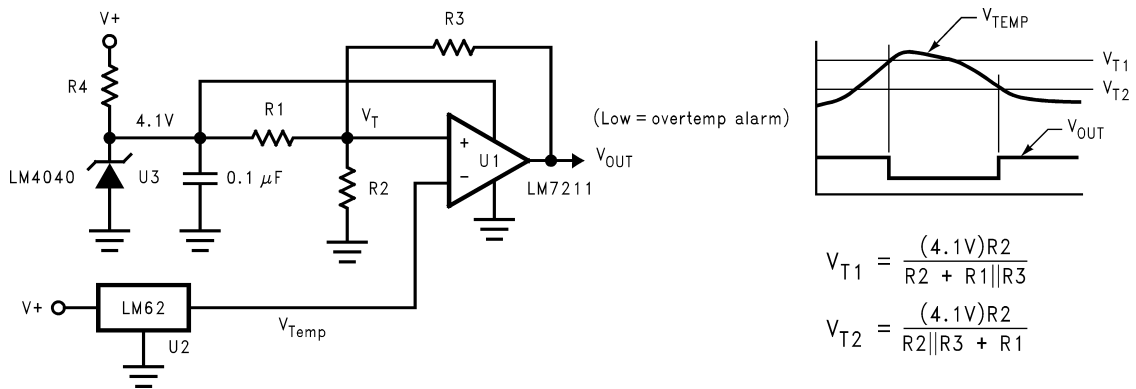 V+
R4
4.1V
LM4040
U3
0.1 μF
R1
R3
V_T
R2
+
−
U1
LM7211
(Low = overtemp alarm)
V_OUT
V+
LM62
U2
V_Temp
V_TEMP
V_T1
V_T2
V_OUT
V_T1 = (4.1V)R2 / R2 + R1||R3
V_T2 = (4.1V)R2 / R2||R3 + R1